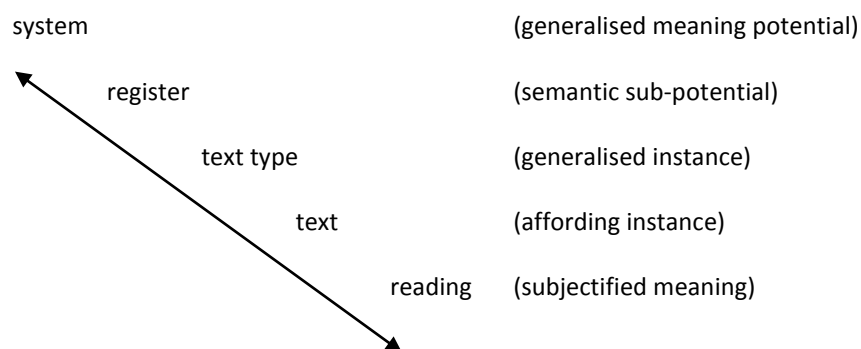 system (generalised meaning potential)
register (semantic sub-potential)
text type (generalised instance)
text (affording instance)
reading (subjectified meaning)